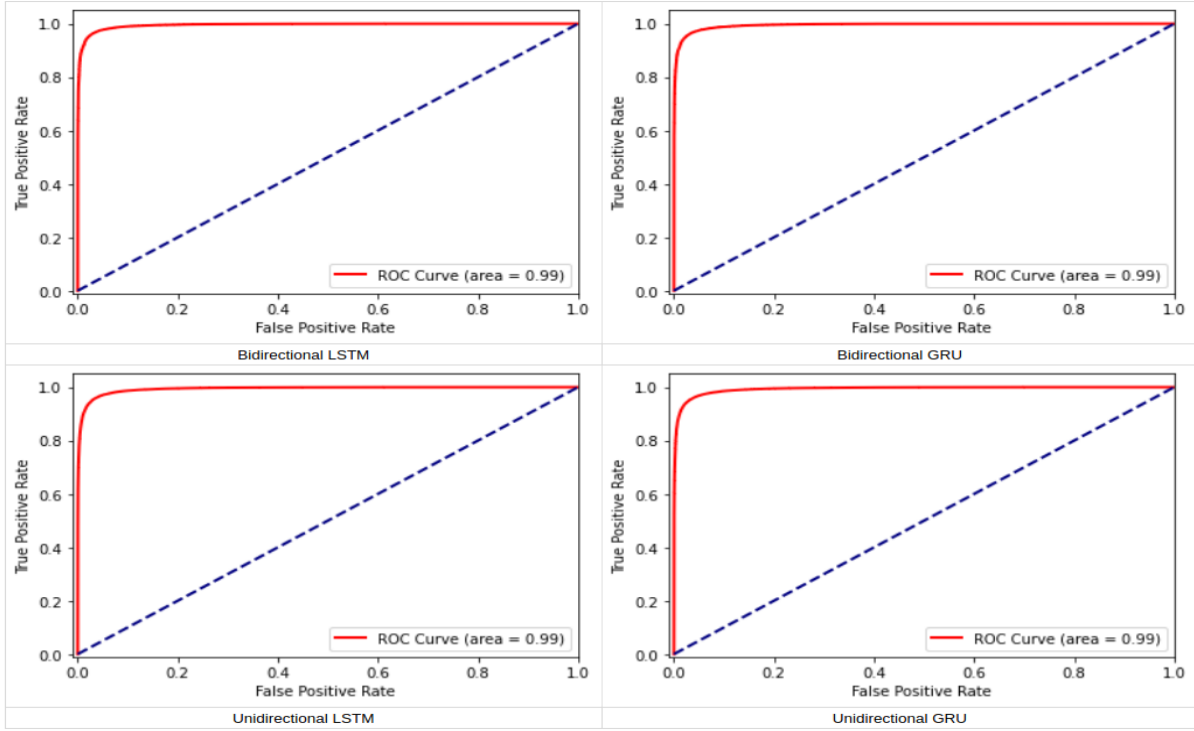 1.0
0.8
0.6
0.4
0.2
0.0
True Positive Rate
ROC Curve (area = 0.99)
0.0 0.2 0.4 0.6 0.8 1.0
False Positive Rate
Bidirectional LSTM
1.0
0.8
0.6
0.4
0.2
0.0
True Positive Rate
ROC Curve (area = 0.99)
0.0 0.2 0.4 0.6 0.8 1.0
False Positive Rate
Bidirectional GRU
1.0
0.8
0.6
0.4
0.2
0.0
True Positive Rate
ROC Curve (area = 0.99)
0.0 0.2 0.4 0.6 0.8 1.0
False Positive Rate
Unidirectional LSTM
1.0
0.8
0.6
0.4
0.2
0.0
True Positive Rate
ROC Curve (area = 0.99)
0.0 0.2 0.4 0.6 0.8 1.0
False Positive Rate
Unidirectional GRU